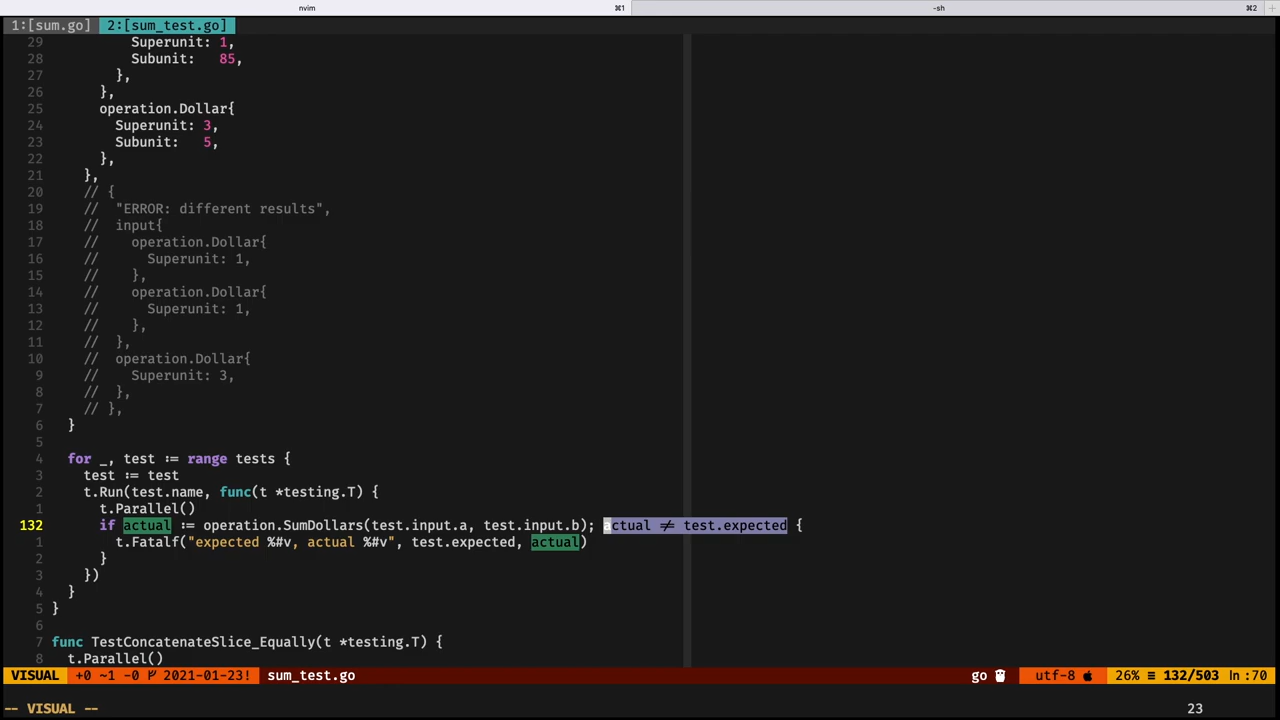 nvim ⌘1 -sh ⌘2 +
1:[sum.go] 2:[sum_test.go]
29 Superunit: 1,
28 Subunit: 85,
27 },
26 },
25 operation.Dollar{
24 Superunit: 3,
23 Subunit: 5,
22 },
21 },
20 // {
19 // "ERROR: different results",
18 // input{
17 // operation.Dollar{
16 // Superunit: 1,
15 // },
14 // operation.Dollar{
13 // Superunit: 1,
12 // },
11 // },
10 // operation.Dollar{
9 // Superunit: 3,
8 // },
7 // },
6 }
5
4 for _, test := range tests {
3 test := test
2 t.Run(test.name, func(t *testing.T) {
1 t.Parallel()
132 if actual := operation.SumDollars(test.input.a, test.input.b); actual ≠ test.expected {
1 t.Fatalf("expected %#v, actual %#v", test.expected, actual)
2 }
3 })
4 }
5 }
6
7 func TestConcatenateSlice_Equally(t *testing.T) {
8 t.Parallel()
VISUAL +0 ~1 -0 2021-01-23! sum_test.go go utf-8 26% ≡ 132/503 ln:70
-- VISUAL -- 23